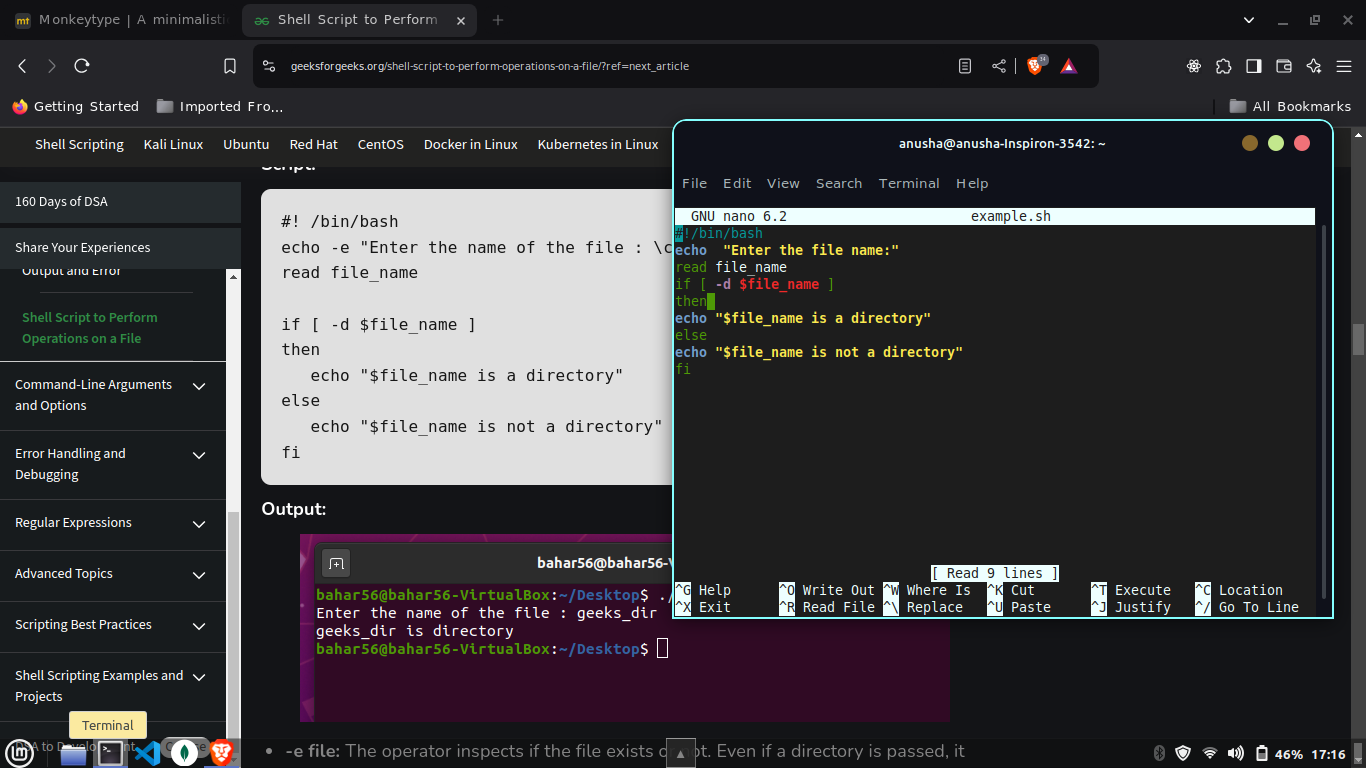 Monkeytype | A minimalisti
Shell Script to Perform
geeksforgeeks.org/shell-script-to-perform-operations-on-a-file/?ref=next_article
Getting Started
Imported Fro...
All Bookmarks
Shell Scripting
Kali Linux
Ubuntu
Red Hat
CentOS
Docker in Linux
Kubernetes in Linux
160 Days of DSA
Share Your Experiences
Output and Error
Shell Script to Perform
Operations on a File
Command-Line Arguments
and Options
Error Handling and
Debugging
Regular Expressions
Advanced Topics
Scripting Best Practices
Shell Scripting Examples and
Projects
Terminal
Script:
#! /bin/bash
echo -e "Enter the name of the file : \c
read file_name
if [ -d $file_name ]
then
echo "$file_name is a directory"
else
echo "$file_name is not a directory"
fi
Output:
bahar56@bahar56-V
bahar56@bahar56-VirtualBox:~/Desktop$ ./
Enter the name of the file : geeks_dir
geeks_dir is directory
bahar56@bahar56-VirtualBox:~/Desktop$
-e file: The operator inspects if the file exists or not. Even if a directory is passed, it
anusha@anusha-Inspiron-3542: ~
File Edit View Search Terminal Help
GNU nano 6.2 example.sh
#!/bin/bash
echo  "Enter the file name:"
read file_name
if [ -d $file_name ]
then
echo "$file_name is a directory"
else
echo "$file_name is not a directory"
fi
[ Read 9 lines ]
^G Help ^O Write Out ^W Where Is ^K Cut ^T Execute ^C Location
^X Exit ^R Read File ^\ Replace ^U Paste ^J Justify ^/ Go To Line
46% 17:16